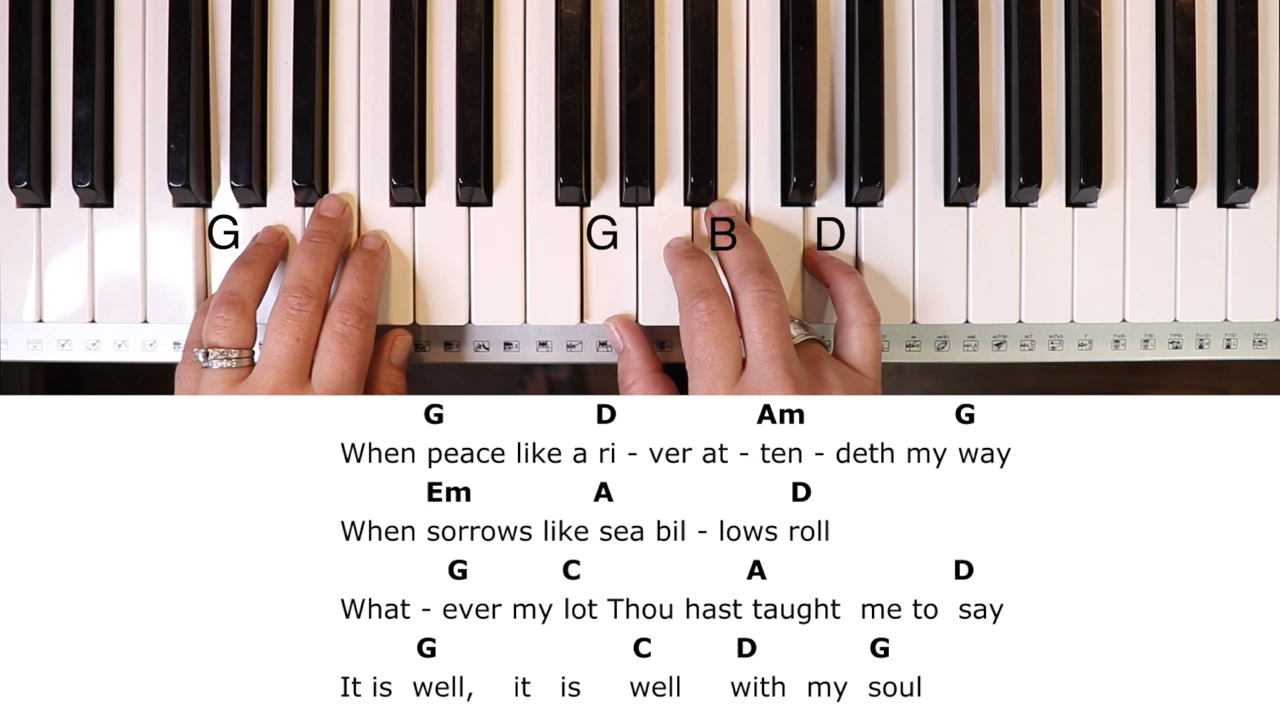 G G B D
G D Am G
When peace like a ri - ver at - ten - deth my way
Em A D
When sorrows like sea bil - lows roll
G C A D
What - ever my lot Thou hast taught me to say
G C D G
It is well, it is well with my soul